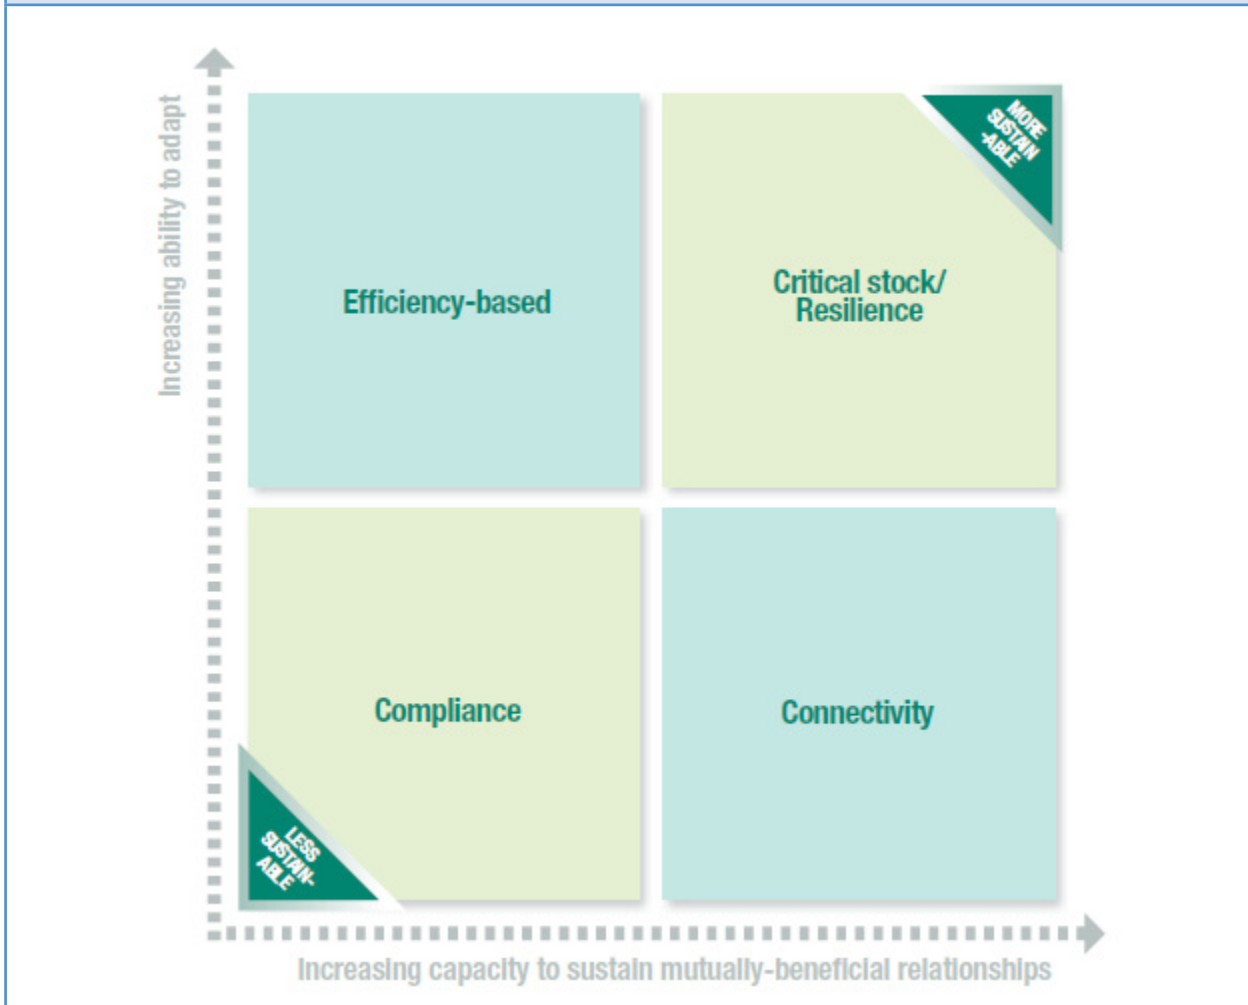 Increasing ability to adapt
Efficiency-based
Critical stock/
Resilience
MORE
SUSTAIN
-ABLE
Compliance
Connectivity
LESS
SUSTAIN-
ABLE
Increasing capacity to sustain mutually-beneficial relationships